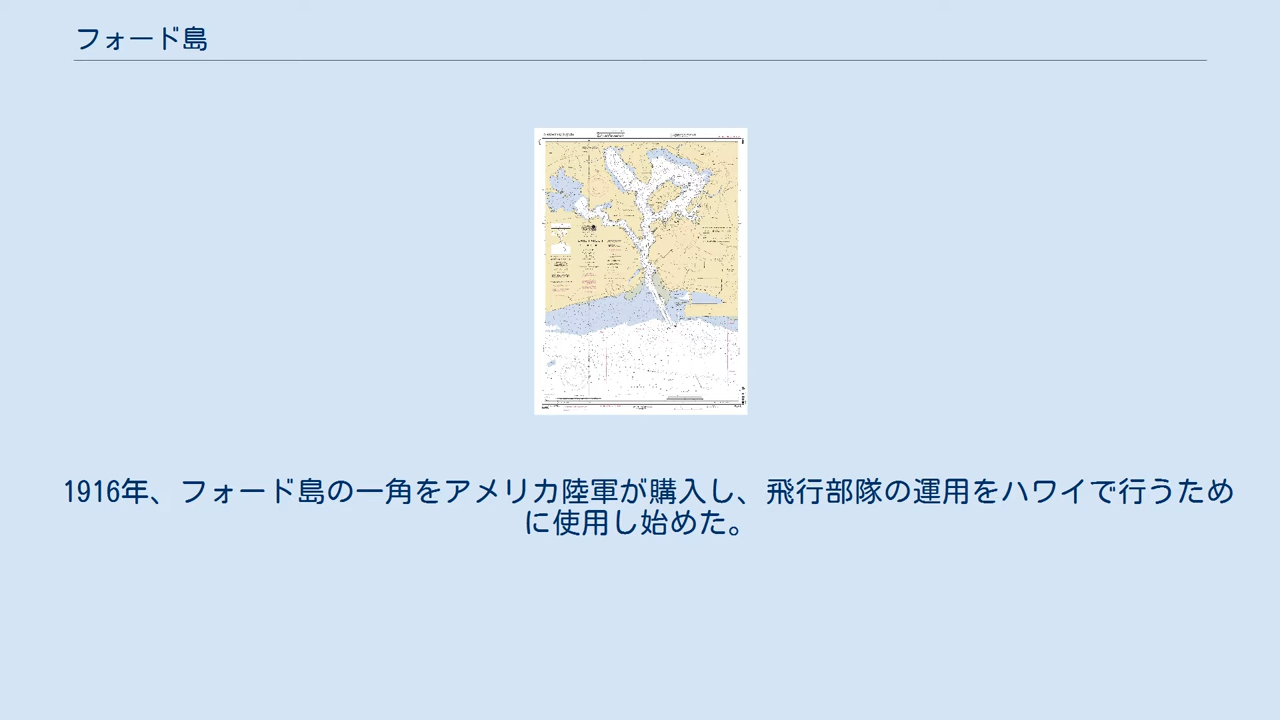 フォード島
1916年、フォード島の一角をアメリカ陸軍が購入し、飛行部隊の運用をハワイで行うため
に使用し始めた。